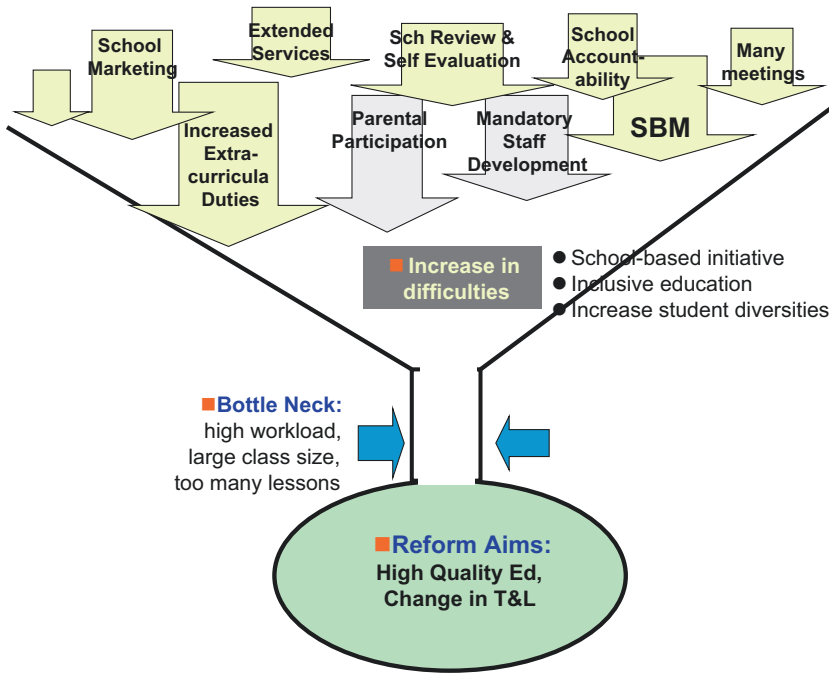 School
Marketing
Extended
Services
Sch Review &
Self Evaluation
School
Account-
ability
Many
meetings
Increased
Extra-
curricula
Duties
Parental
Participation
Mandatory
Staff
Development
SBM
Increase in
difficulties
● School-based initiative
● Inclusive education
● Increase student diversities
Bottle Neck:
high workload,
large class size,
too many lessons
Reform Aims:
High Quality Ed,
Change in T&L